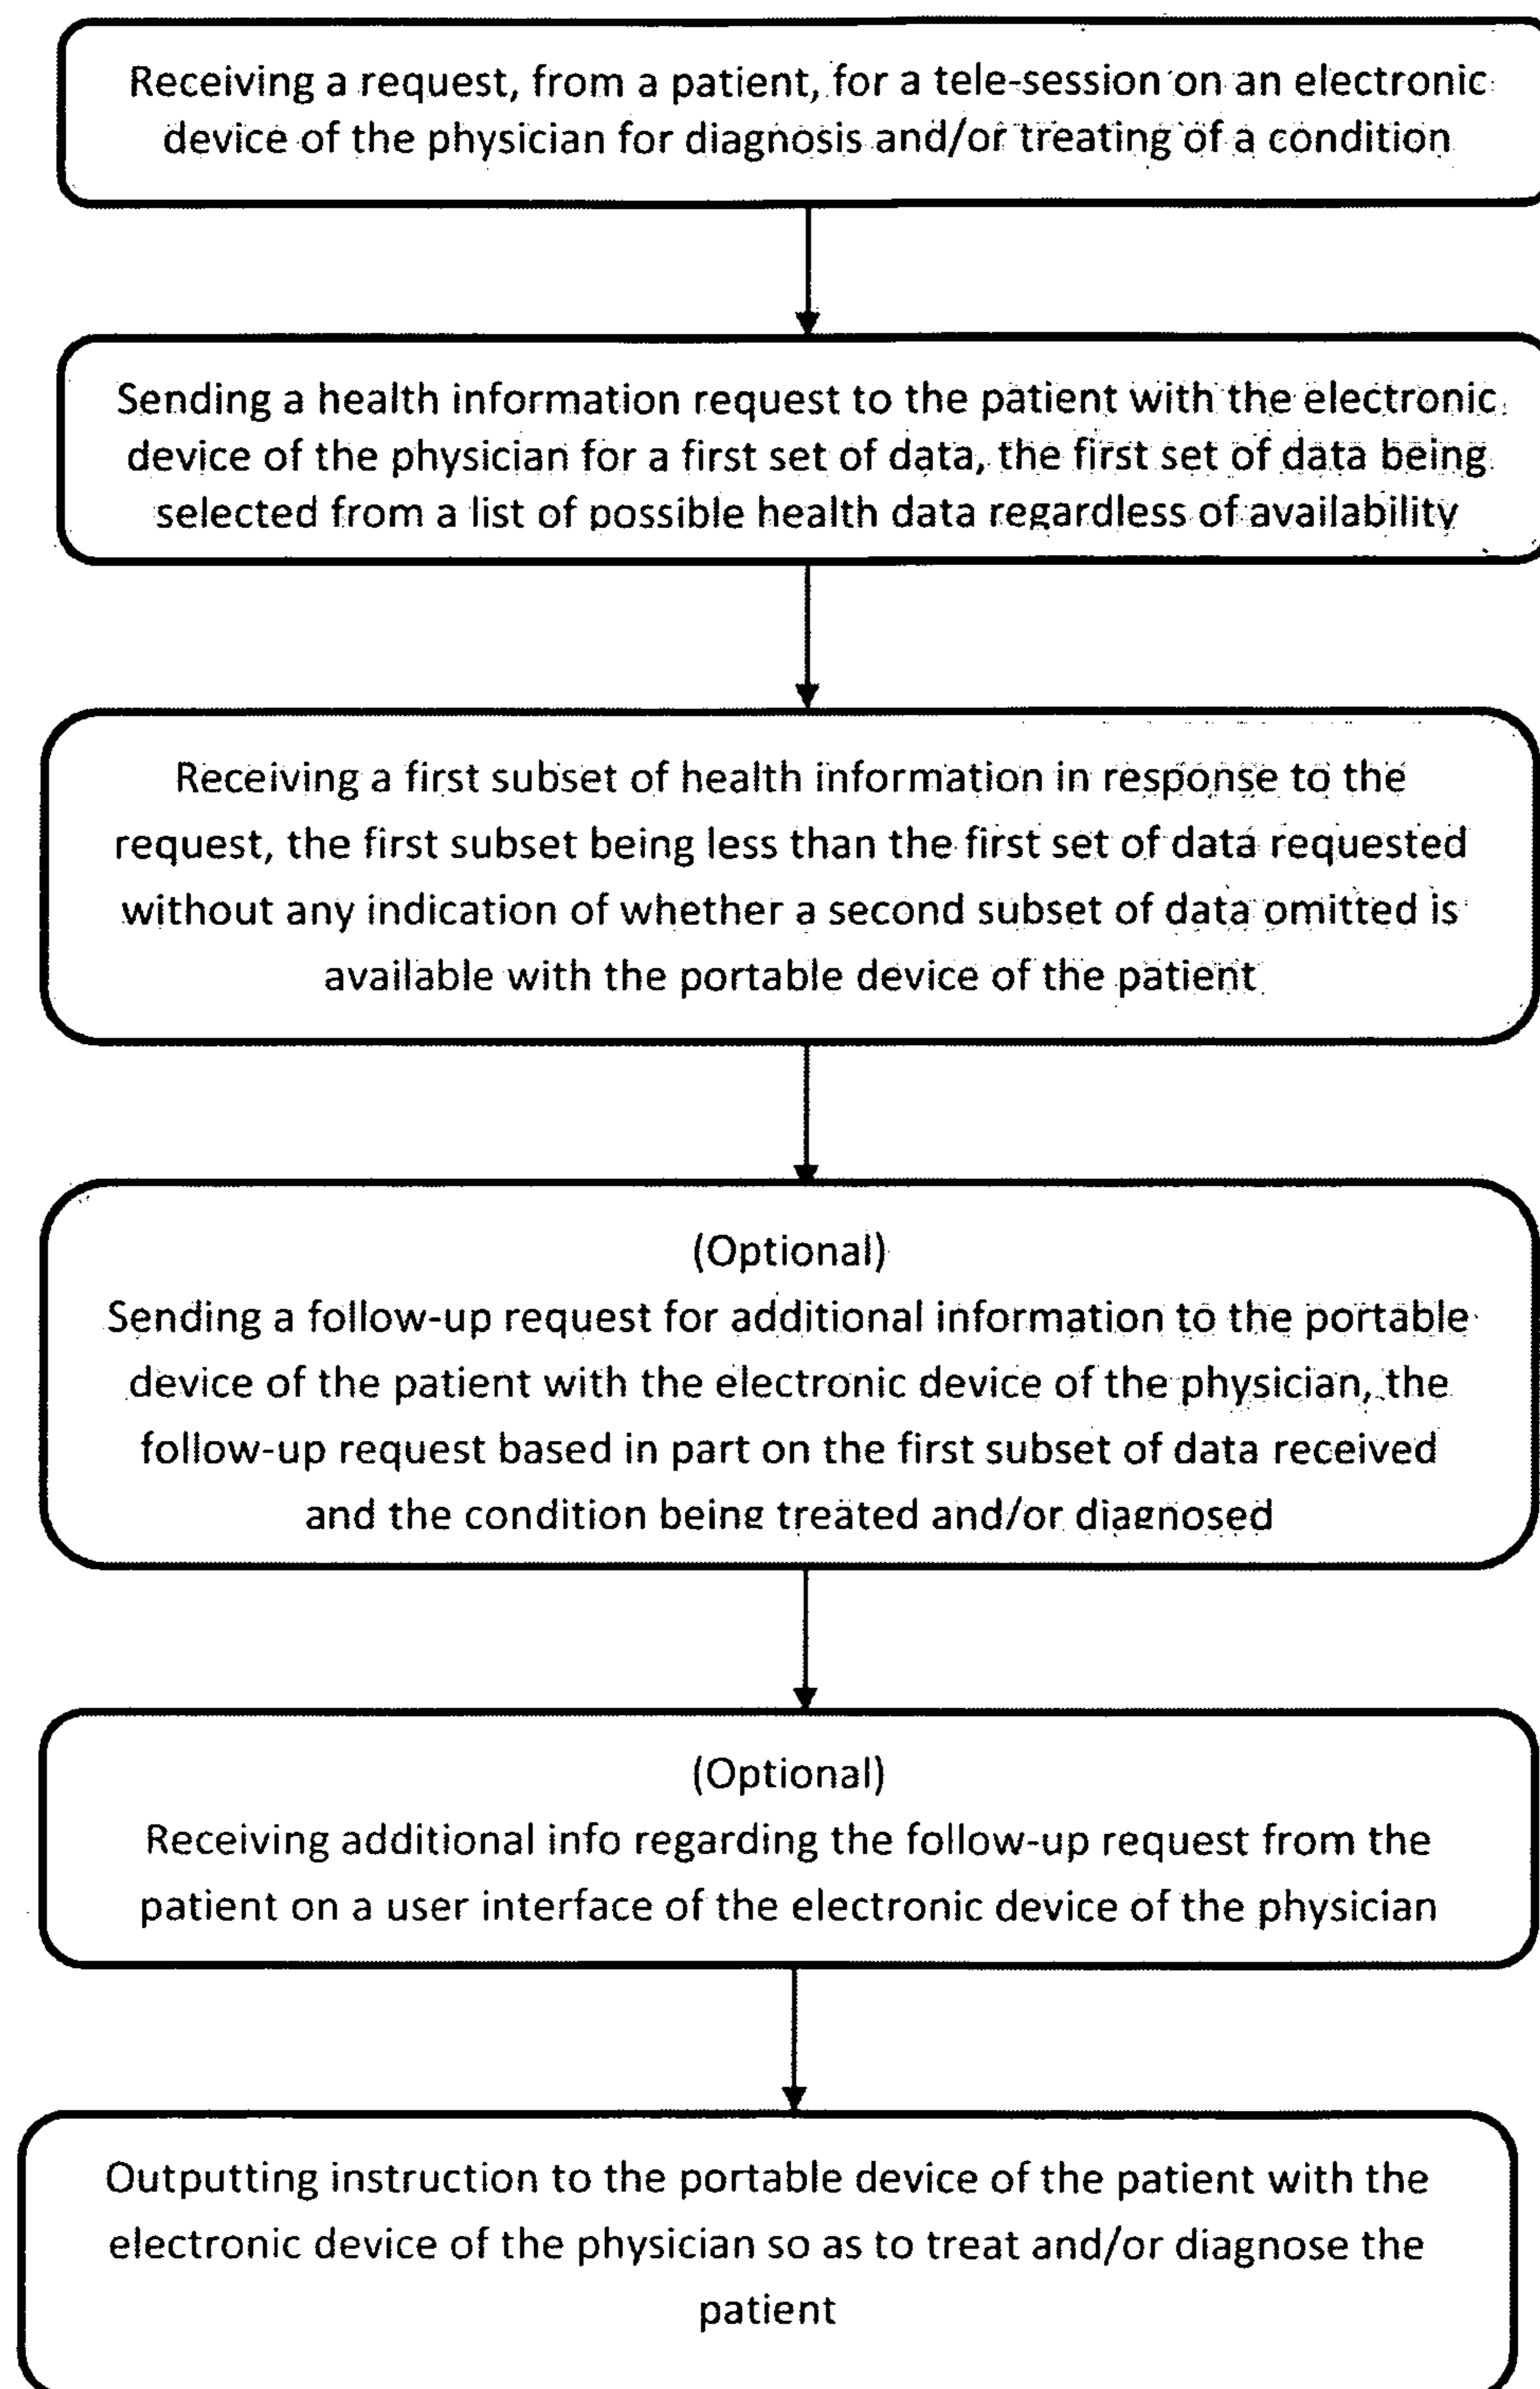 Receiving a request, from a patient, for a tele-session on an electronic
device of the physician for diagnosis and/or treating of a condition
Sending a health information request to the patient with the electronic
device of the physician for a first set of data, the first set of data being
selected from a list of possible health data regardless of availability
Receiving a first subset of health information in response to the
request, the first subset being less than the first set of data requested
without any indication of whether a second subset of data omitted is
available with the portable device of the patient
(Optional)
Sending a follow-up request for additional information to the portable
device of the patient with the electronic device of the physician, the
follow-up request based in part on the first subset of data received
and the condition being treated and/or diagnosed
(Optional)
Receiving additional info regarding the follow-up request from the
patient on a user interface of the electronic device of the physician
Outputting instruction to the portable device of the patient with the
electronic device of the physician so as to treat and/or diagnose the
patient